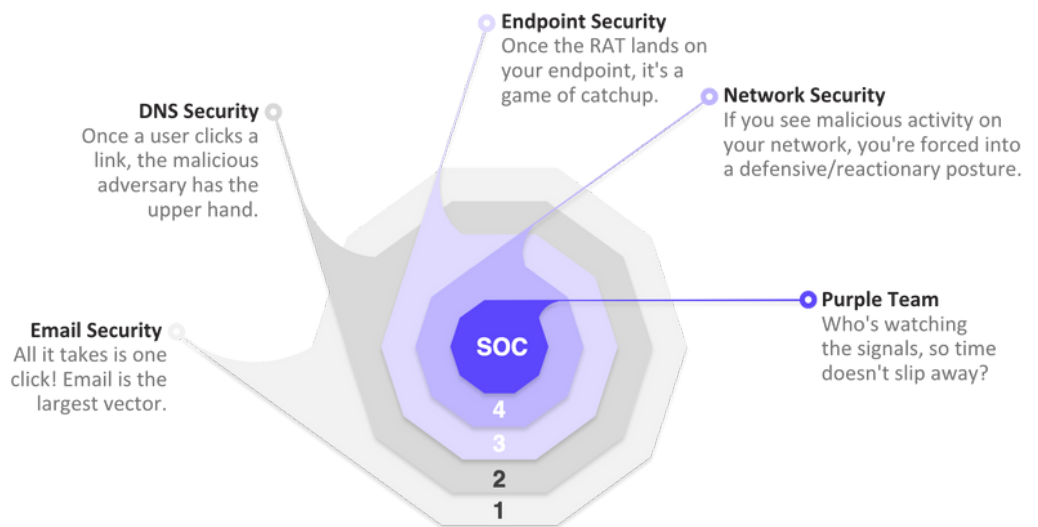 Endpoint Security
Once the RAT lands on
your endpoint, it's a
game of catchup.
Network Security
If you see malicious activity on
your network, you're forced into
a defensive/reactionary posture.
DNS Security
Once a user clicks a
link, the malicious
adversary has the
upper hand.
Purple Team
Who's watching
the signals, so time
doesn't slip away?
Email Security
All it takes is one
click! Email is the
largest vector.
SOC
4
3
2
1